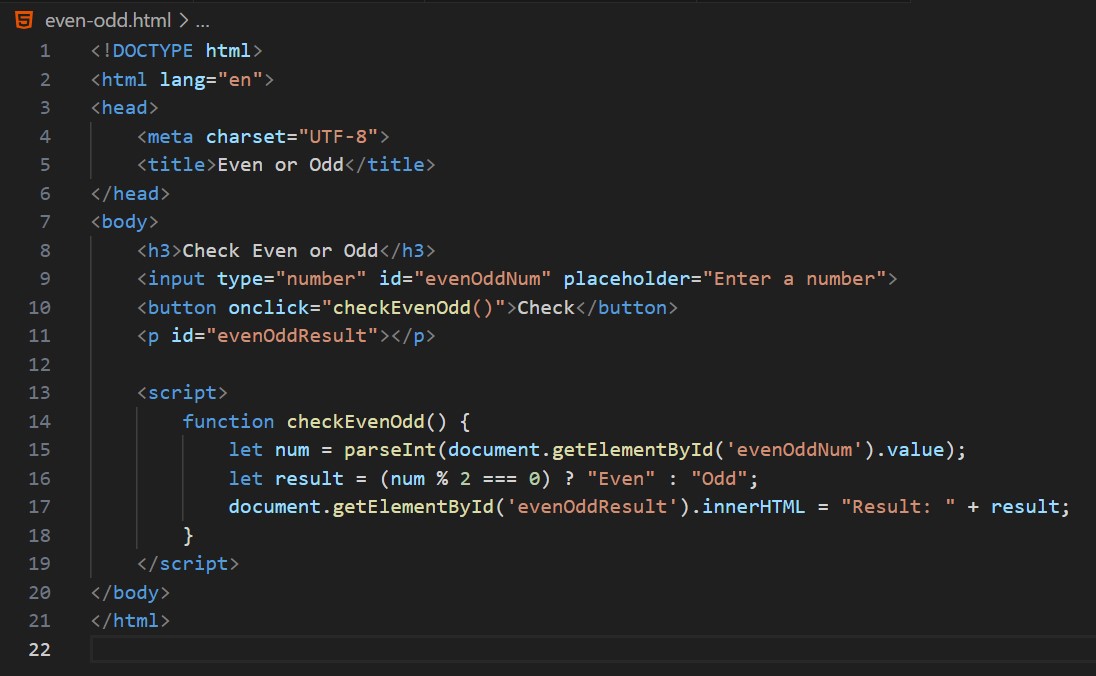 even-odd.html > ...
1 <!DOCTYPE html>
2 <html lang="en">
3 <head>
4     <meta charset="UTF-8">
5     <title>Even or Odd</title>
6 </head>
7 <body>
8     <h3>Check Even or Odd</h3>
9     <input type="number" id="evenOddNum" placeholder="Enter a number">
10     <button onclick="checkEvenOdd()">Check</button>
11     <p id="evenOddResult"></p>
12
13     <script>
14         function checkEvenOdd() {
15             let num = parseInt(document.getElementById('evenOddNum').value);
16             let result = (num % 2 === 0) ? "Even" : "Odd";
17             document.getElementById('evenOddResult').innerHTML = "Result: " + result;
18         }
19     </script>
20 </body>
21 </html>
22